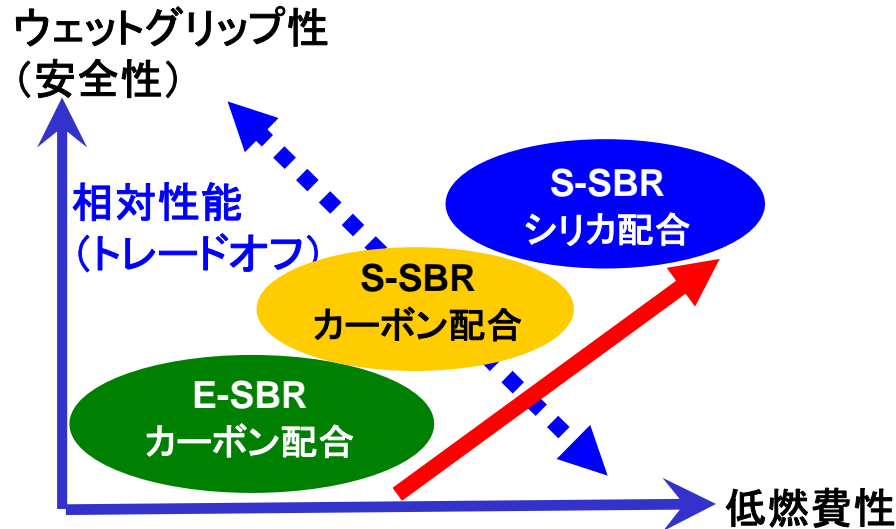 ウェットグリップ性
（安全性）
相対性能
（トレードオフ）
S-SBR
シリカ配合
S-SBR
カーボン配合
E-SBR
カーボン配合
低燃費性